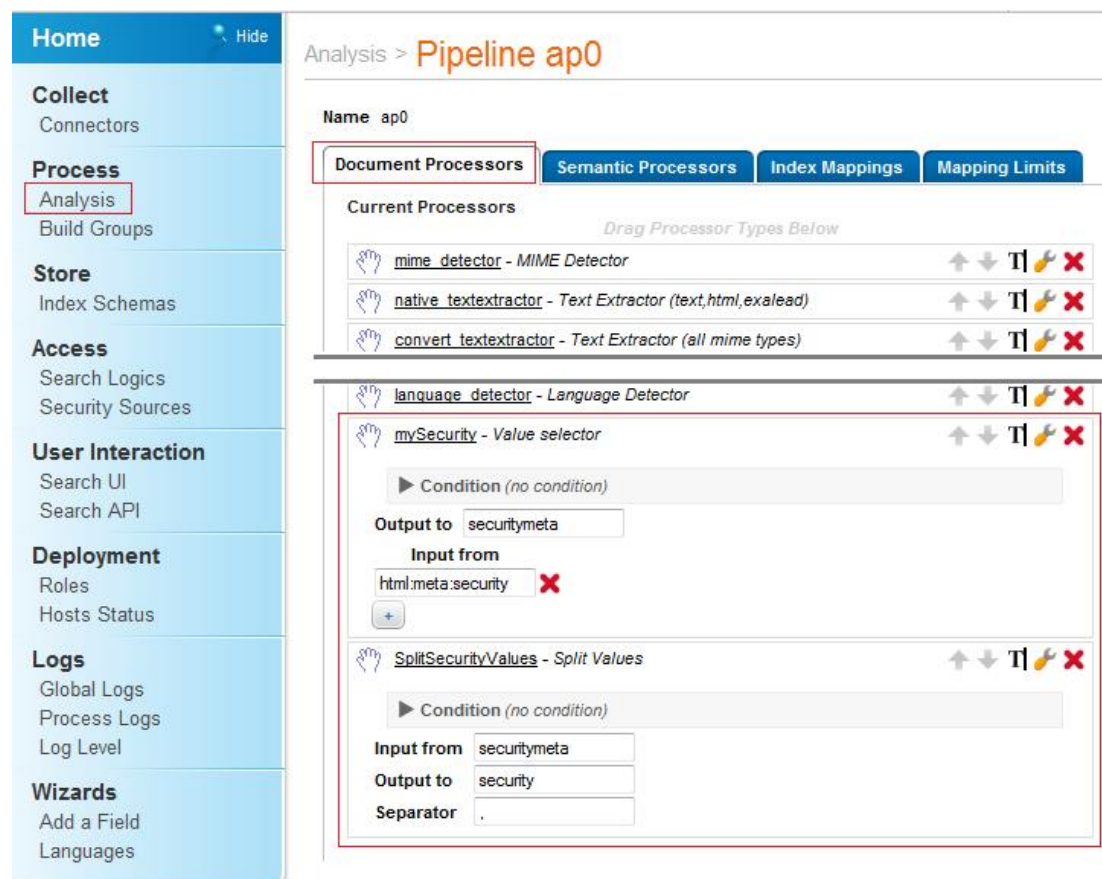 Home
Hide
Collect
Connectors
Process
Analysis
Build Groups
Store
Index Schemas
Access
Search Logics
Security Sources
User Interaction
Search UI
Search API
Deployment
Roles
Hosts Status
Logs
Global Logs
Process Logs
Log Level
Wizards
Add a Field
Languages
Analysis > Pipeline ap0
Name ap0
Document Processors Semantic Processors Index Mappings Mapping Limits
Current Processors
Drag Processor Types Below
mime_detector - MIME Detector
native_textextractor - Text Extractor (text,html,exalead)
convert_textextractor - Text Extractor (all mime types)
language_detector - Language Detector
mySecurity - Value selector
Condition (no condition)
Output to securitymeta
Input from
html:meta:security
+
SplitSecurityValues - Split Values
Condition (no condition)
Input from securitymeta
Output to security
Separator ,